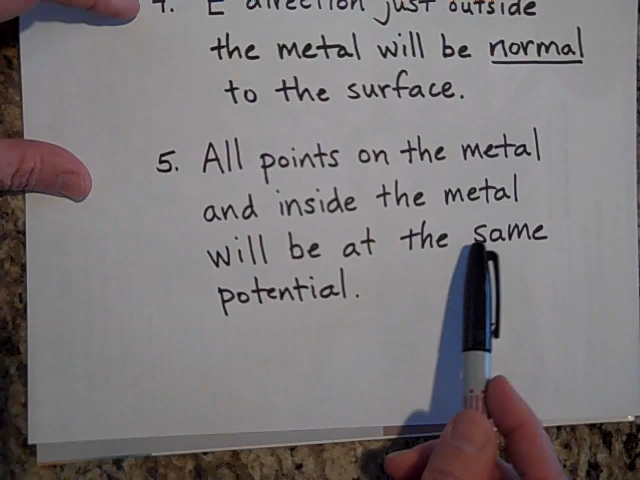 4. E direction just outside
the metal will be normal
to the surface.
5. All points on the metal
and inside the metal
will be at the same
potential.